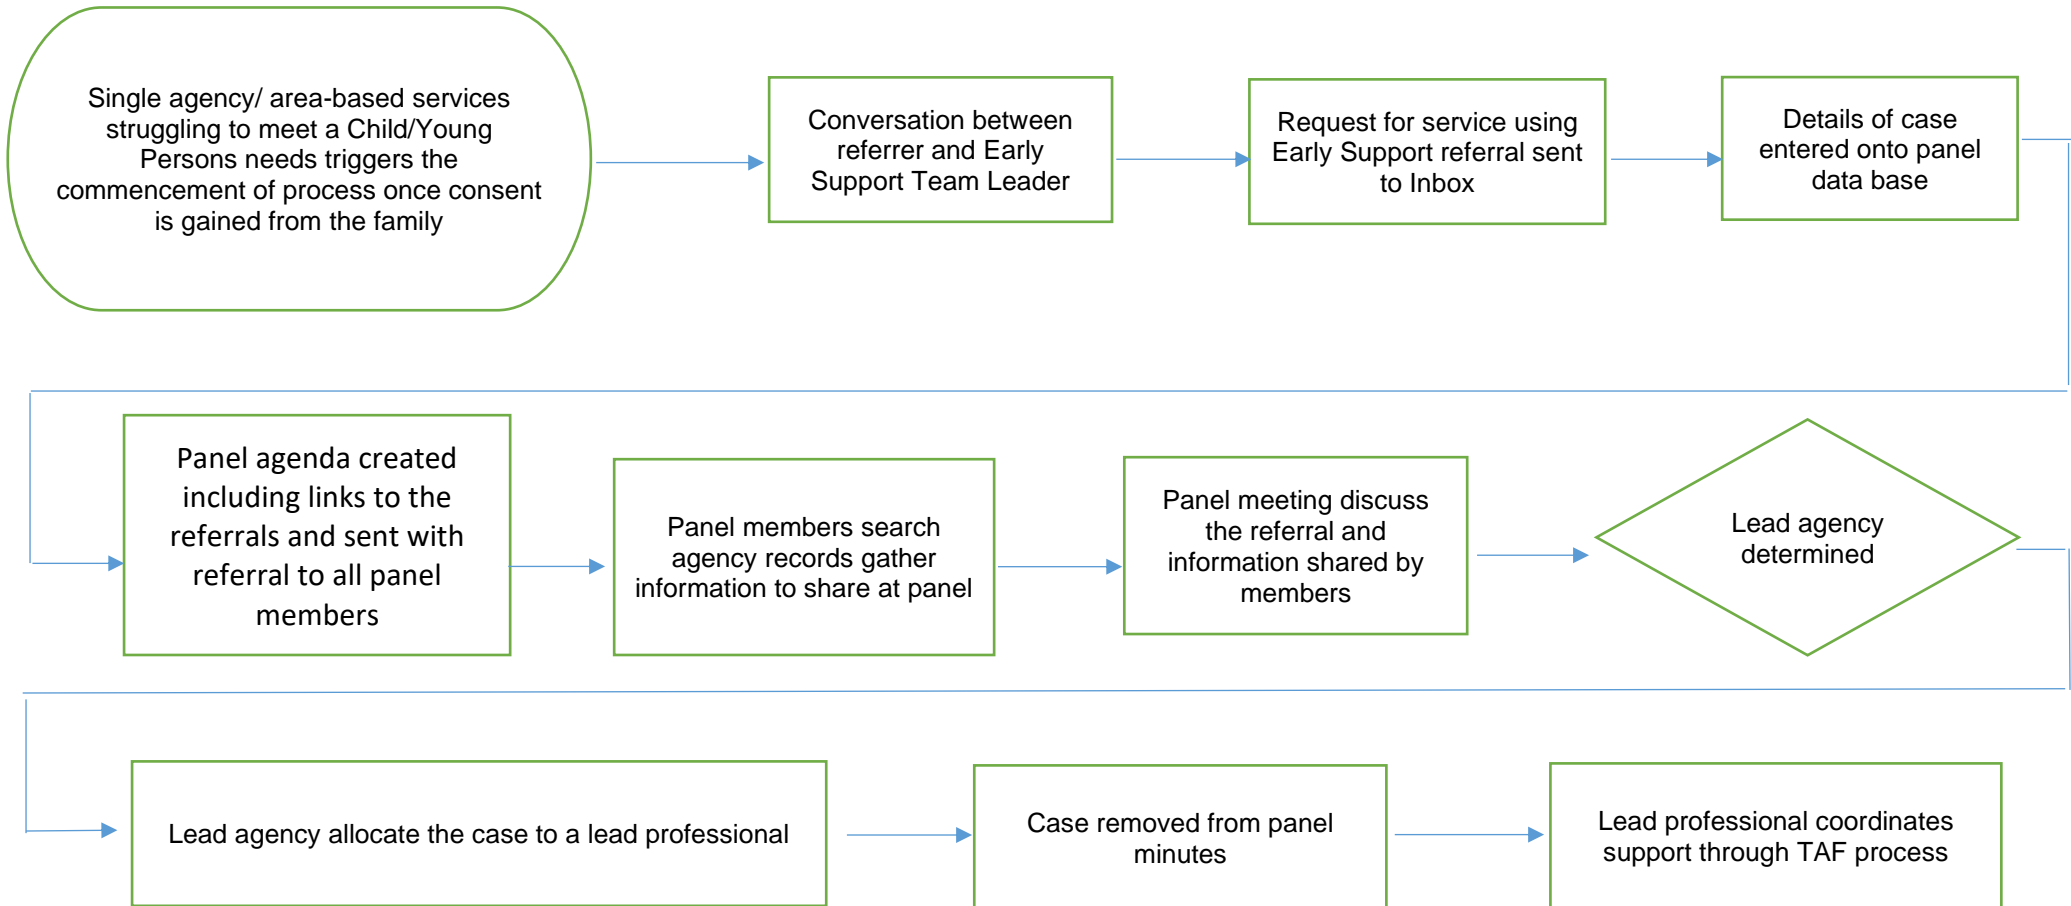 Single agency/ area-based services
struggling to meet a Child/Young
Persons needs triggers the
commencement of process once consent
is gained from the family
Conversation between
referrer and Early
Support Team Leader
Request for service using
Early Support referral sent
to Inbox
Details of case
entered onto panel
data base
Panel agenda created
including links to the
referrals and sent with
referral to all panel
members
Panel members search
agency records gather
information to share at panel
Panel meeting discuss
the referral and
information shared by
members
Lead agency
determined
Lead agency allocate the case to a lead professional
Case removed from panel
minutes
Lead professional coordinates
support through TAF process